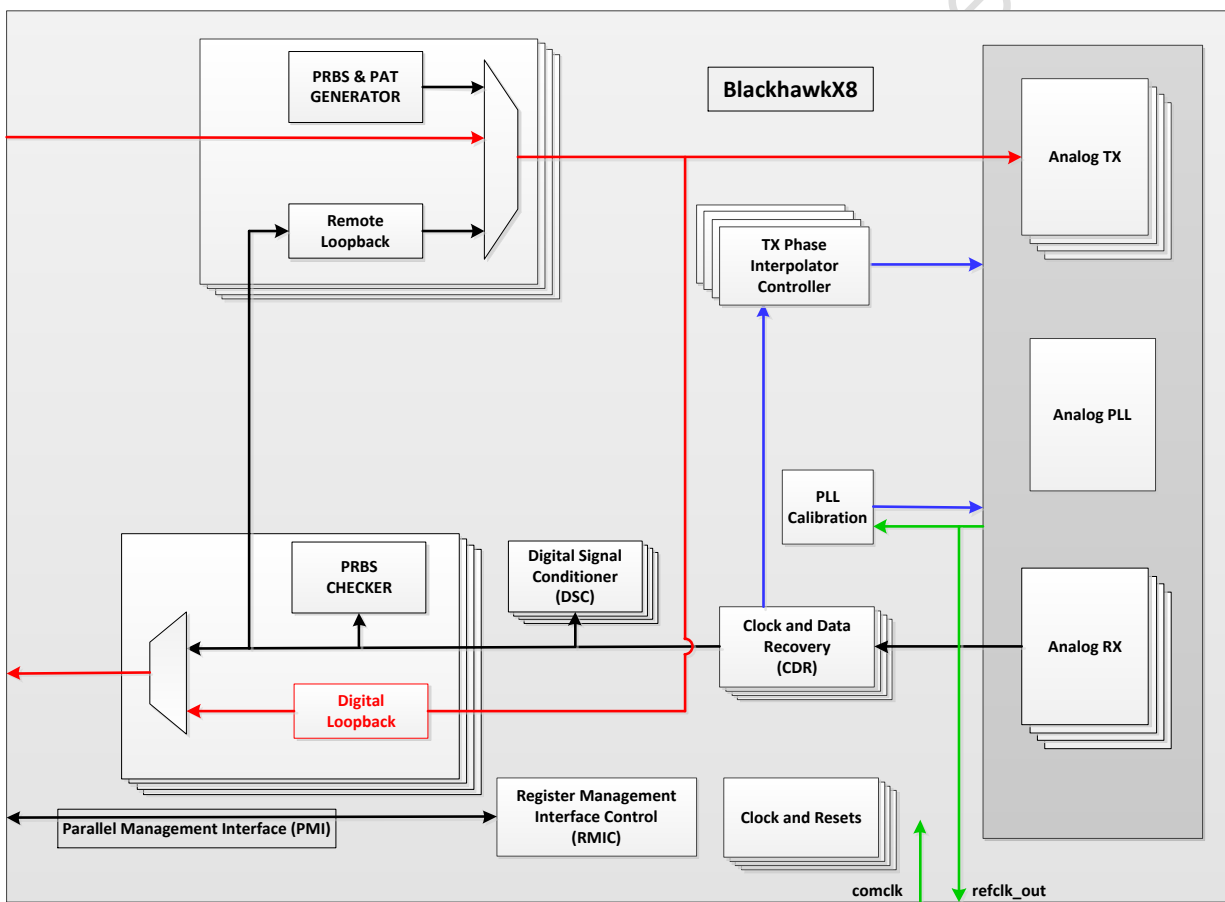 PRBS & PAT
GENERATOR
BlackhawkX8
Analog TX
Remote
Loopback
TX Phase
Interpolator
Controller
Analog PLL
PLL
Calibration
PRBS
CHECKER
Digital Signal
Conditioner
(DSC)
Clock and Data
Recovery
(CDR)
Analog RX
Digital
Loopback
Register Management
Interface Control
(RMIC)
Clock and Resets
Parallel Management Interface (PMI)
comclk
refclk_out